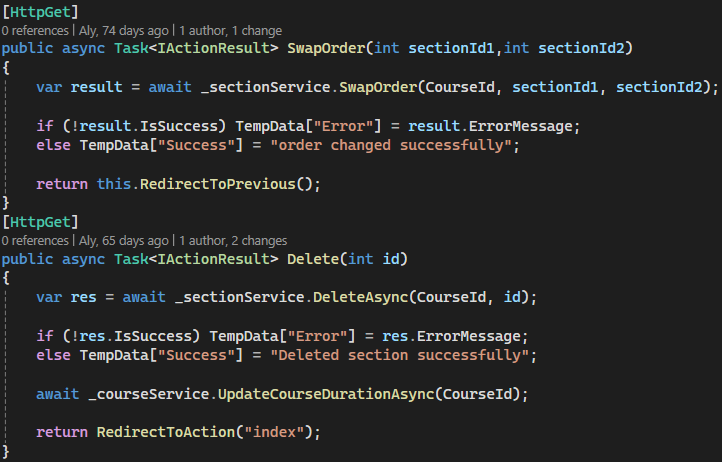 [HttpGet]
0 references | Aly, 74 days ago | 1 author, 1 change
public async Task<IActionResult> SwapOrder(int sectionId1,int sectionId2)
{
    var result = await _sectionService.SwapOrder(CourseId, sectionId1, sectionId2);
    if (!result.IsSuccess) TempData["Error"] = result.ErrorMessage;
    else TempData["Success"] = "order changed successfully";
    return this.RedirectToPrevious();
}
[HttpGet]
0 references | Aly, 65 days ago | 1 author, 2 changes
public async Task<IActionResult> Delete(int id)
{
    var res = await _sectionService.DeleteAsync(CourseId, id);
    if (!res.IsSuccess) TempData["Error"] = res.ErrorMessage;
    else TempData["Success"] = "Deleted section successfully";
    await _courseService.UpdateCourseDurationAsync(CourseId);
    return RedirectToAction("index");
}